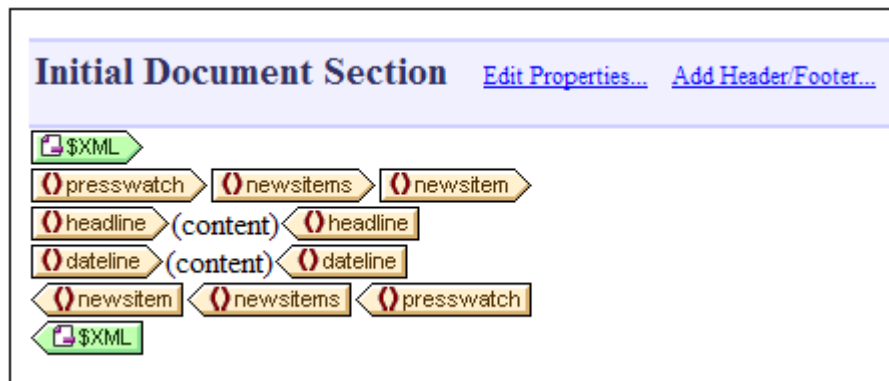 Initial Document Section Edit Properties... Add Header/Footer...
$XML
()presswatch ()newsitems ()newsitem
()headline (content) ()headline
()dateline (content) ()dateline
()newsitem ()newsitems ()presswatch
$XML